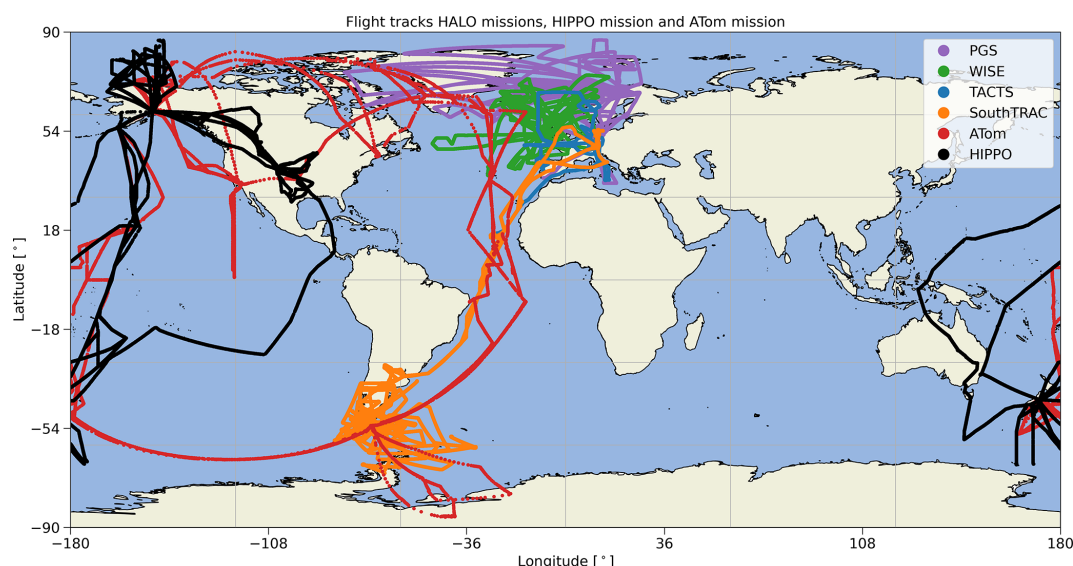 Flight tracks HALO missions, HIPPO mission and ATom mission
90
54
18
−18
−54
−90
Latitude [°]
PGS
WISE
TACTS
SouthTRAC
ATom
HIPPO
−180
−108
−36
36
108
180
Longitude [°]